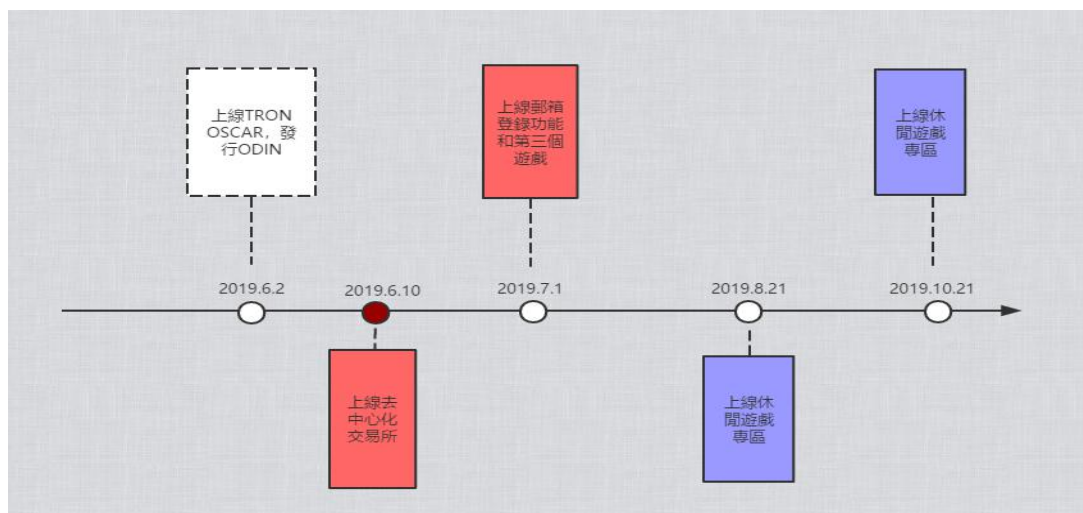 上線TRON
OSCAR，發
行ODIN
上線郵箱
登錄功能
和第三個
遊戲
上線休
閒遊戲
專區
2019.6.2
2019.6.10
2019.7.1
2019.8.21
2019.10.21
上線去
中心化
交易所
上線休
閒遊戲
專區